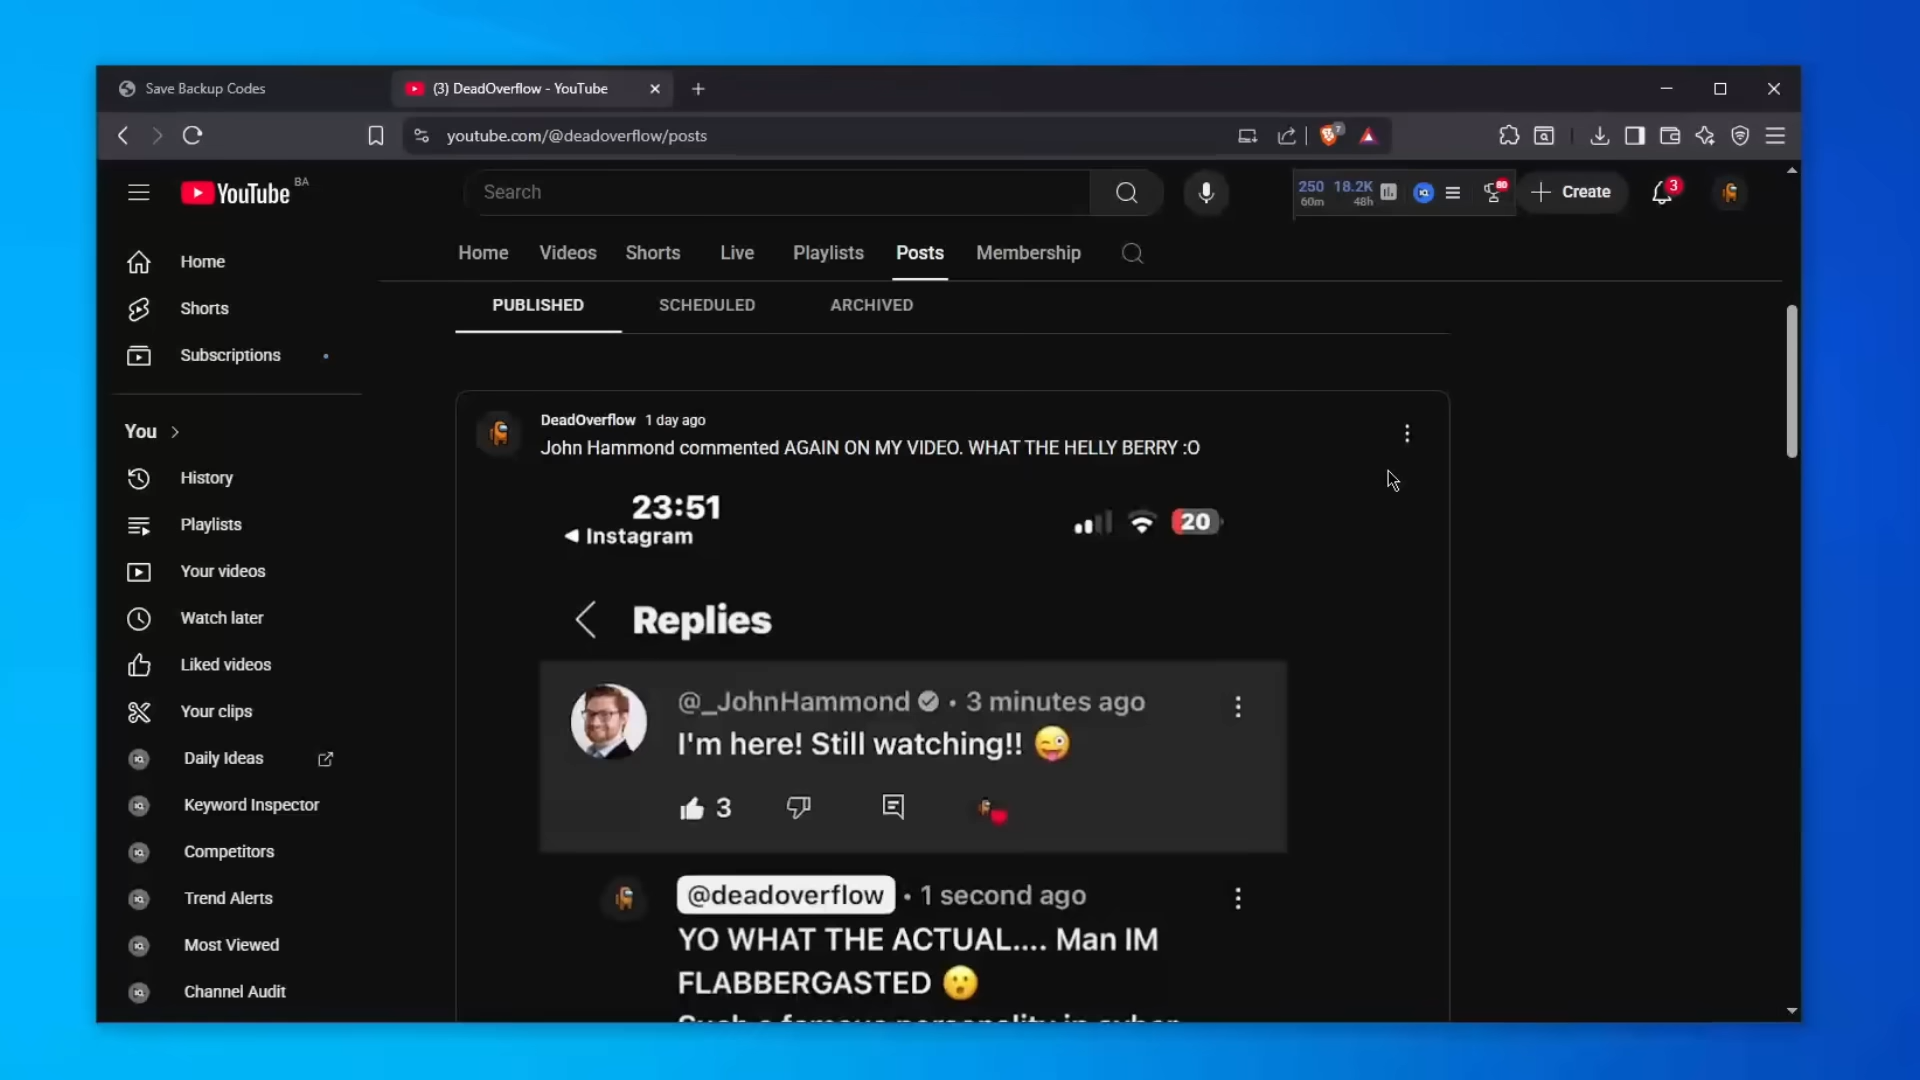 Save Backup Codes
(3) DeadOverflow - YouTube
youtube.com/@deadoverflow/posts
7
YouTube BA
Search
250 18.2K
60m 48h
80
Create
3
Home Videos Shorts Live Playlists Posts Membership
PUBLISHED SCHEDULED ARCHIVED
Home
Shorts
Subscriptions
You
History
Playlists
Your videos
Watch later
Liked videos
Your clips
Daily Ideas
Keyword Inspector
Competitors
Trend Alerts
Most Viewed
Channel Audit
DeadOverflow 1 day ago
John Hammond commented AGAIN ON MY VIDEO. WHAT THE HELLY BERRY :O
23:51
20
Instagram
Replies
@_JohnHammond • 3 minutes ago
I'm here! Still watching!! 😜
3
@deadoverflow • 1 second ago
YO WHAT THE ACTUAL.... Man IM
FLABBERGASTED 😮